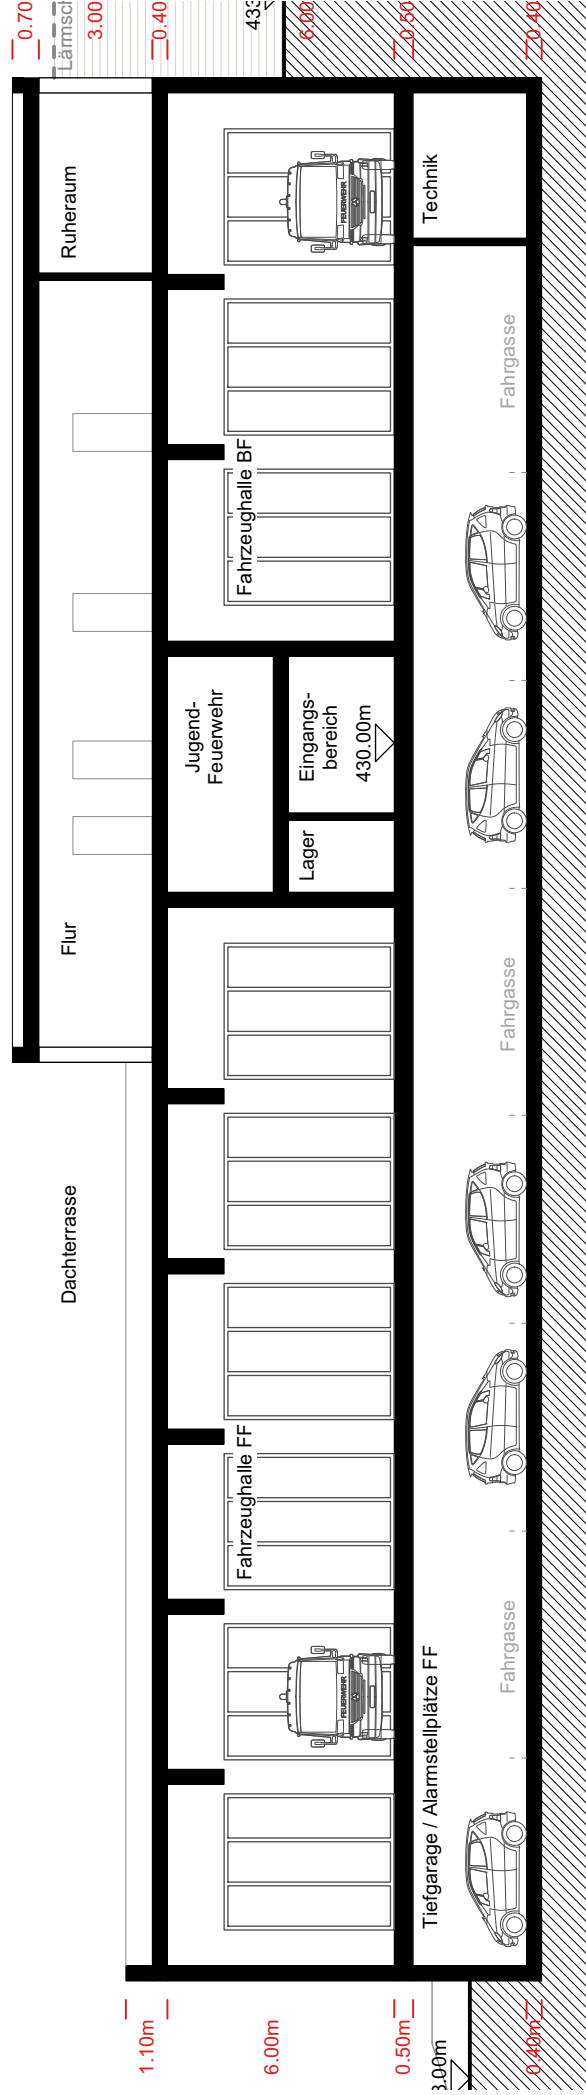 Dachterrasse
Flur
Ruheraum
Lärmsch
Jugend-
Feuerwehr
Fahrzeughalle FF
Lager
Eingangs-
bereich
430.00m
Fahrzeughalle BF
FEUERWEHR
FEUERWEHR
Tiefgarage / Alarmstellplätze FF
Technik
Fahrgasse
Fahrgasse
Fahrgasse
1.10m
6.00m
0.50m
0.40m
0.70
3.00
0.40
6.00
0.50
0.40
433